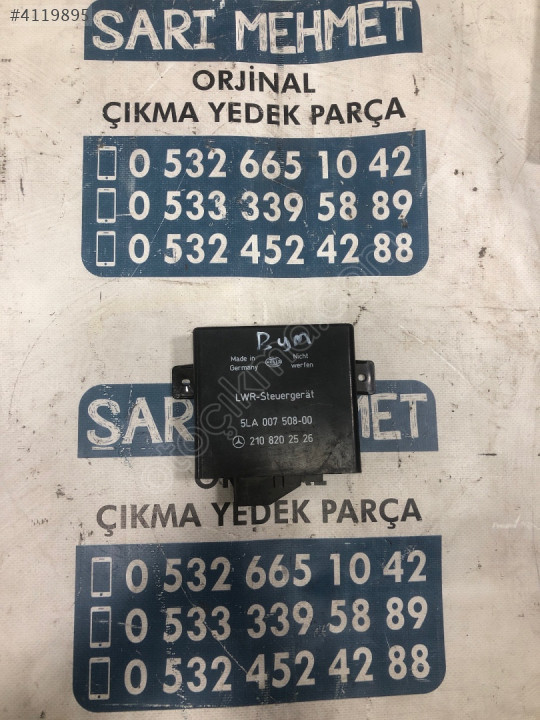 #4119895
SARI MEHMET
ORJİNAL
ÇIKMA YEDEK PARÇA
0 532 665 10 42
0 533 339 58 89
0 532 452 42 88
Made in
Germany
HELLA
Nicht
werfen
LWR-Steuergerät
5LA 007 508-00
210 820 25 26
SARI MEHMET
ÇIKMA YEDEK PARÇA
0 532 665 10 42
0 533 339 58 89
0 532 452 42 88